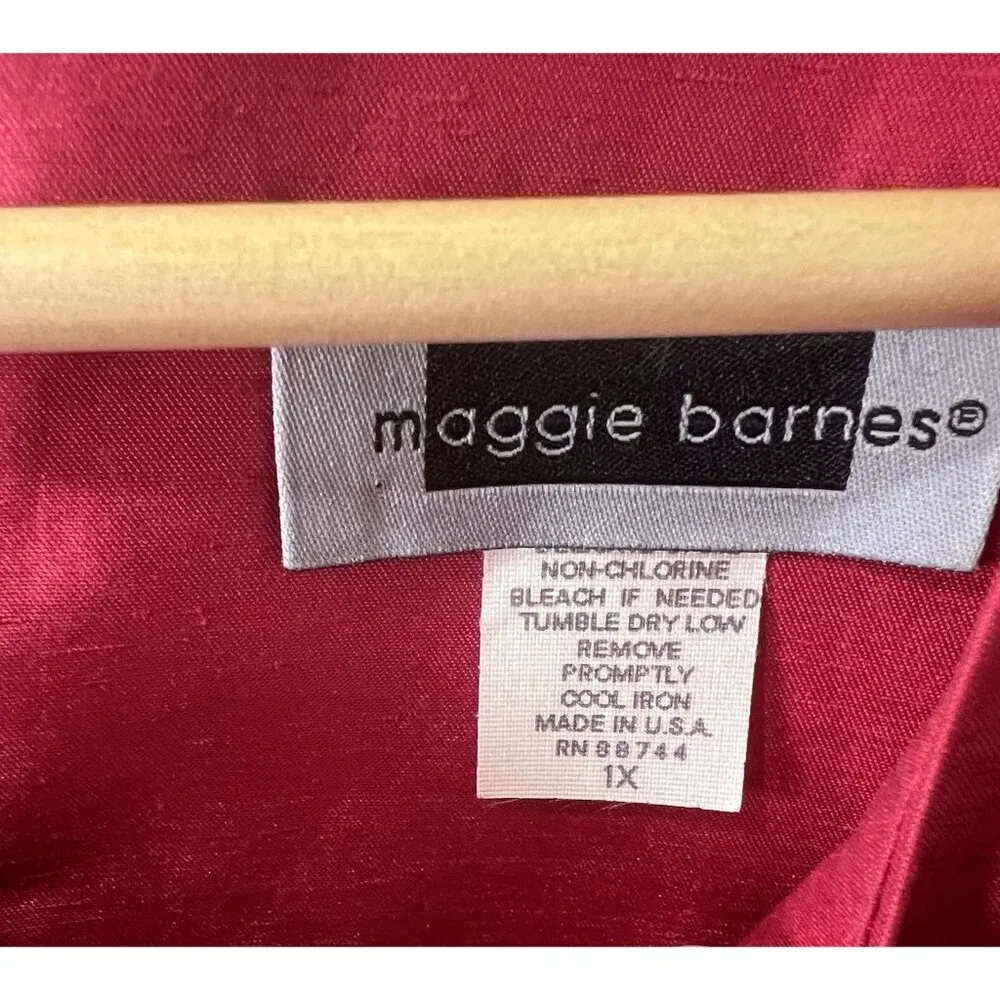 maggie barnes®
NON-CHLORINE
BLEACH IF NEEDED
TUMBLE DRY LOW
REMOVE
PROMPTLY
COOL IRON
MADE IN U.S.A.
RN 88744
1X